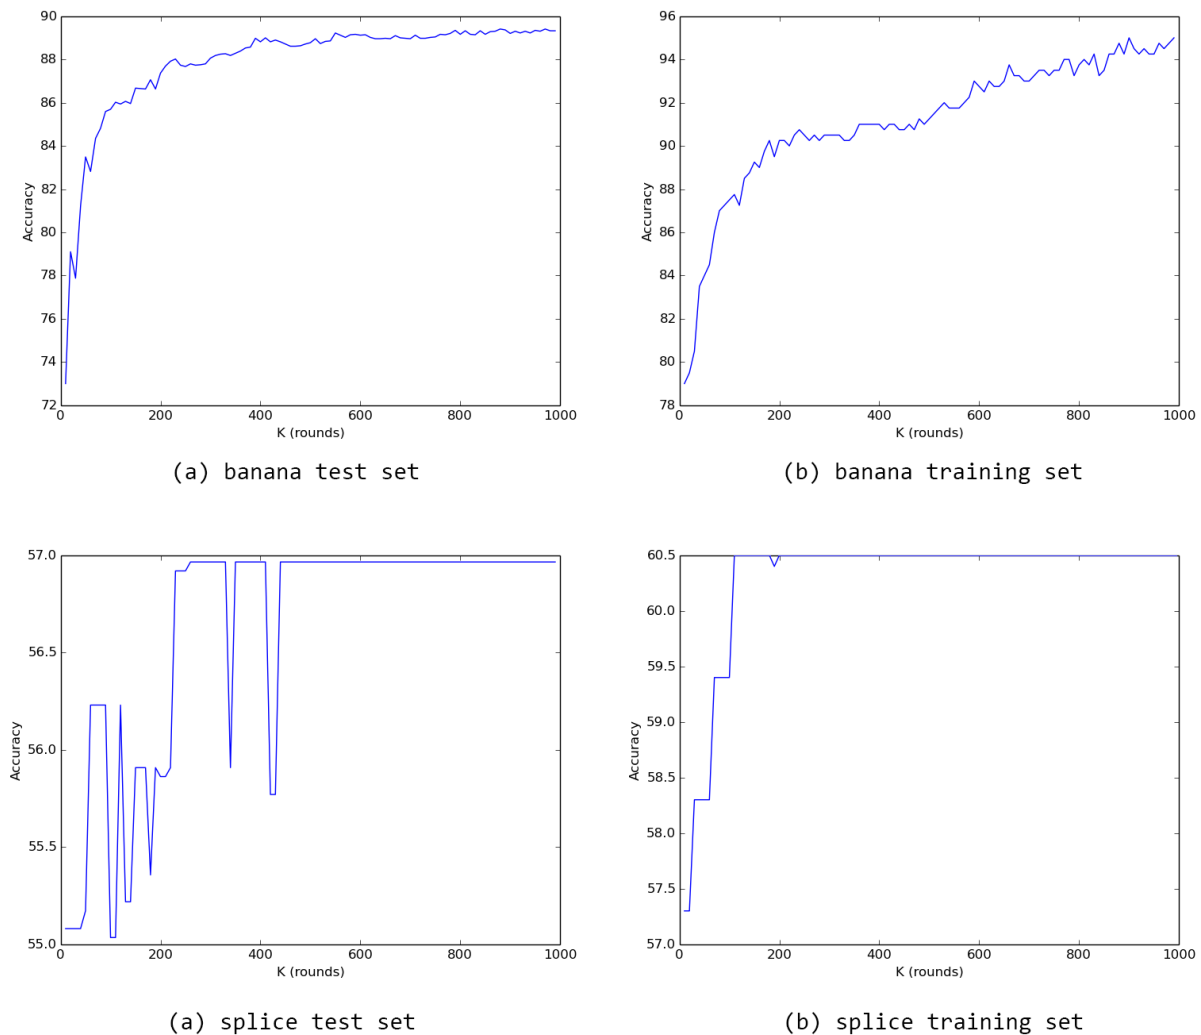 90
88
86
84
82
80
78
76
74
72
Accuracy
0 200 400 600 800 1000
K (rounds)
(a) banana test set
96
94
92
90
88
86
84
82
80
78
Accuracy
0 200 400 600 800 1000
K (rounds)
(b) banana training set
57.0
56.5
56.0
55.5
55.0
Accuracy
0 200 400 600 800 1000
K (rounds)
(a) splice test set
60.5
60.0
59.5
59.0
58.5
58.0
57.5
57.0
Accuracy
0 200 400 600 800 1000
K (rounds)
(b) splice training set